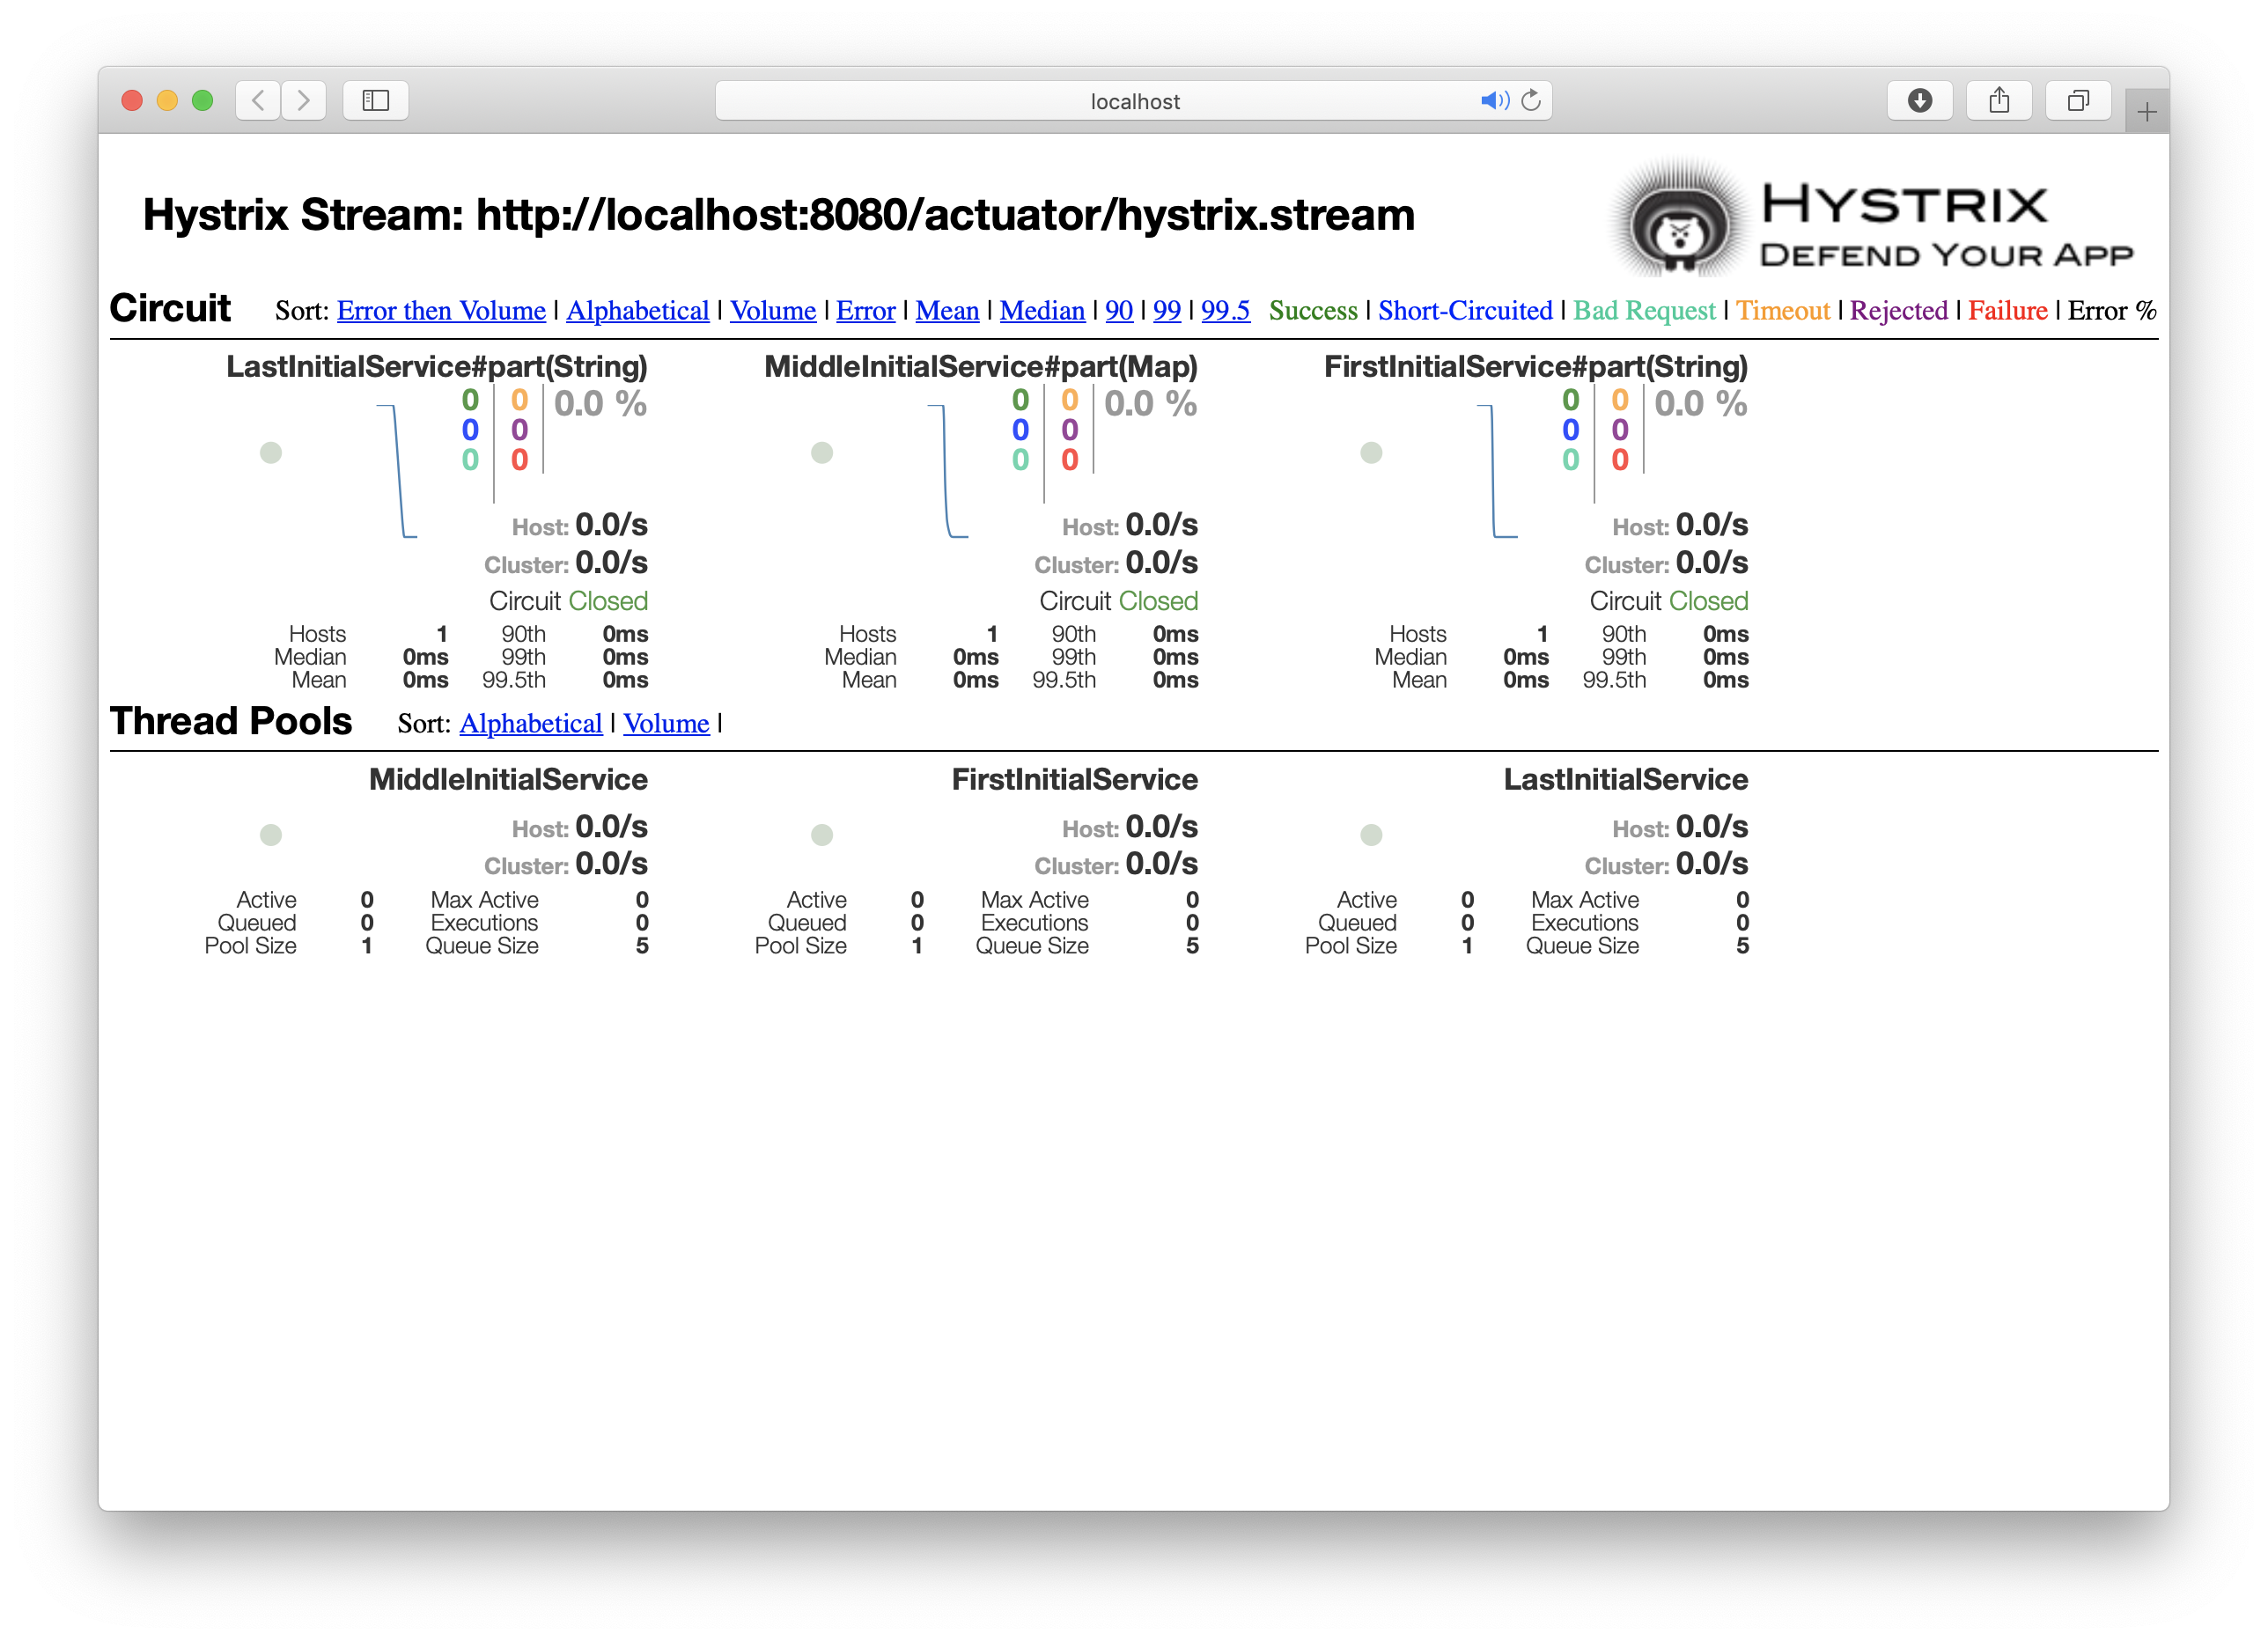 localhost
Hystrix Stream: http://localhost:8080/actuator/hystrix.stream
HYSTRIX
DEFEND YOUR APP
Circuit Sort: Error then Volume | Alphabetical | Volume | Error | Mean | Median | 90 | 99 | 99.5 Success | Short-Circuited | Bad Request | Timeout | Rejected | Failure | Error %
LastInitialService#part(String) MiddleInitialService#part(Map) FirstInitialService#part(String)
0 0 0.0 % 0 0 0.0 % 0 0 0.0 %
0 0 0 0 0 0
0 0 0 0 0 0
Host: 0.0/s Host: 0.0/s Host: 0.0/s
Cluster: 0.0/s Cluster: 0.0/s Cluster: 0.0/s
Circuit Closed Circuit Closed Circuit Closed
Hosts 1 90th 0ms Hosts 1 90th 0ms Hosts 1 90th 0ms
Median 0ms 99th 0ms Median 0ms 99th 0ms Median 0ms 99th 0ms
Mean 0ms 99.5th 0ms Mean 0ms 99.5th 0ms Mean 0ms 99.5th 0ms
Thread Pools Sort: Alphabetical | Volume |
MiddleInitialService FirstInitialService LastInitialService
Host: 0.0/s Host: 0.0/s Host: 0.0/s
Cluster: 0.0/s Cluster: 0.0/s Cluster: 0.0/s
Active 0 Max Active 0 Active 0 Max Active 0 Active 0 Max Active 0
Queued 0 Executions 0 Queued 0 Executions 0 Queued 0 Executions 0
Pool Size 1 Queue Size 5 Pool Size 1 Queue Size 5 Pool Size 1 Queue Size 5